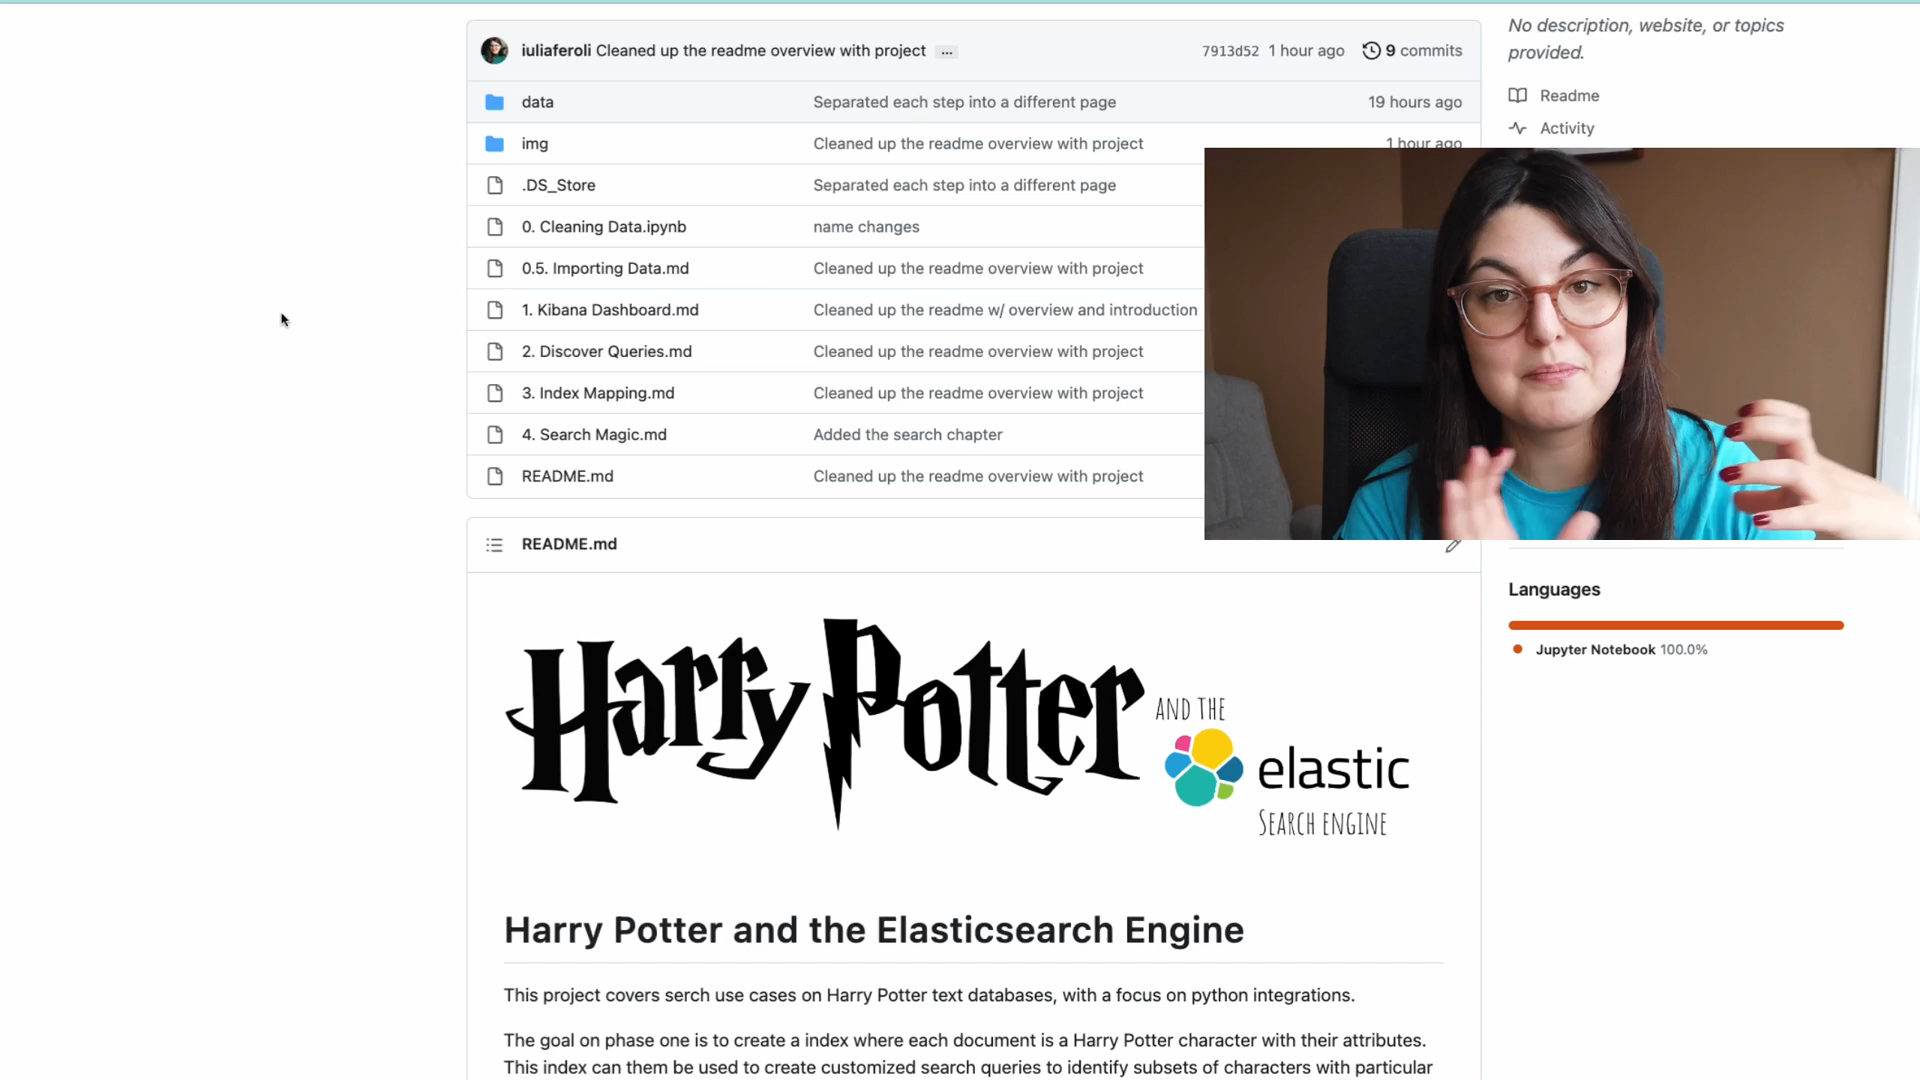 No description, website, or topics
provided.
iuliaferoli Cleaned up the readme overview with project ... 7913d52 1 hour ago 9 commits
Readme
data Separated each step into a different page 19 hours ago
Activity
img Cleaned up the readme overview with project 1 hour ago
.DS_Store Separated each step into a different page
0. Cleaning Data.ipynb name changes
0.5. Importing Data.md Cleaned up the readme overview with project
1. Kibana Dashboard.md Cleaned up the readme w/ overview and introduction
2. Discover Queries.md Cleaned up the readme overview with project
3. Index Mapping.md Cleaned up the readme overview with project
4. Search Magic.md Added the search chapter
README.md Cleaned up the readme overview with project
README.md
Languages
Jupyter Notebook 100.0%
Harry Potter AND THE
elastic
SEARCH ENGINE
Harry Potter and the Elasticsearch Engine
This project covers serch use cases on Harry Potter text databases, with a focus on python integrations.
The goal on phase one is to create a index where each document is a Harry Potter character with their attributes.
This index can them be used to create customized search queries to identify subsets of characters with particular